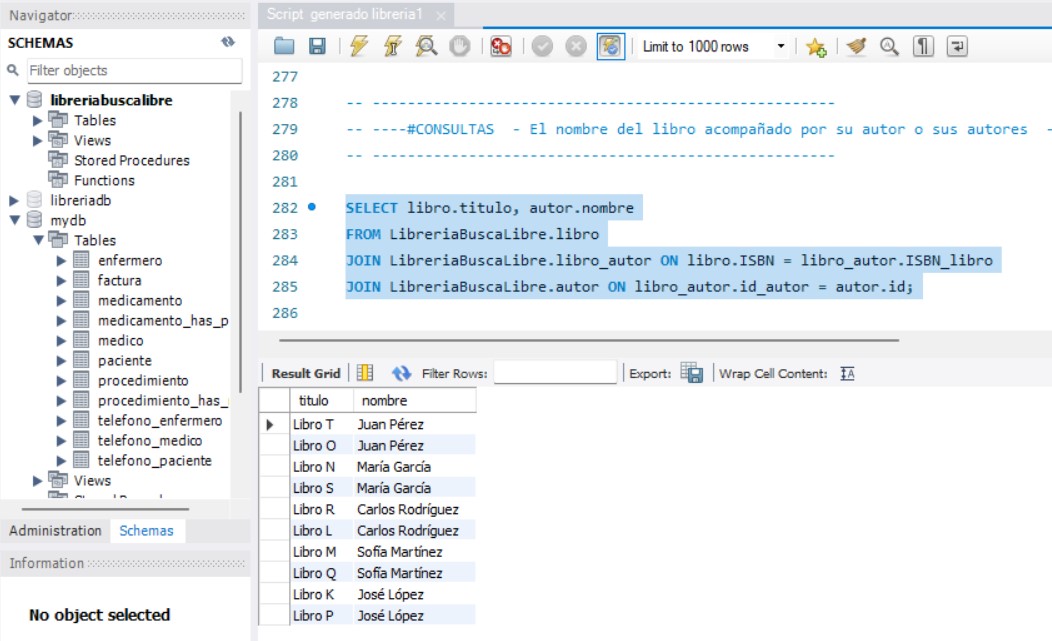 Navigator
SCHEMAS
Filter objects
libreriabuscalibre
Tables
Views
Stored Procedures
Functions
libreriadb
mydb
Tables
enfermero
factura
medicamento
medicamento_has_p
medico
paciente
procedimiento
procedimiento_has_
telefono_enfermero
telefono_medico
telefono_paciente
Views
Administration Schemas
Information
No object selected
Script generado libreria1
Limit to 1000 rows
277
278 -- -----------------------------------------------------
279 -- ----#CONSULTAS - El nombre del libro acompañado por su autor o sus autores -
280 -- -----------------------------------------------------
281
282 SELECT libro.titulo, autor.nombre
283 FROM LibreriaBuscaLibre.libro
284 JOIN LibreriaBuscaLibre.libro_autor ON libro.ISBN = libro_autor.ISBN_libro
285 JOIN LibreriaBuscaLibre.autor ON libro_autor.id_autor = autor.id;
286
Result Grid Filter Rows: Export: Wrap Cell Content:
titulo nombre
Libro T Juan Pérez
Libro O Juan Pérez
Libro N María García
Libro S María García
Libro R Carlos Rodríguez
Libro L Carlos Rodríguez
Libro M Sofía Martínez
Libro Q Sofía Martínez
Libro K José López
Libro P José López